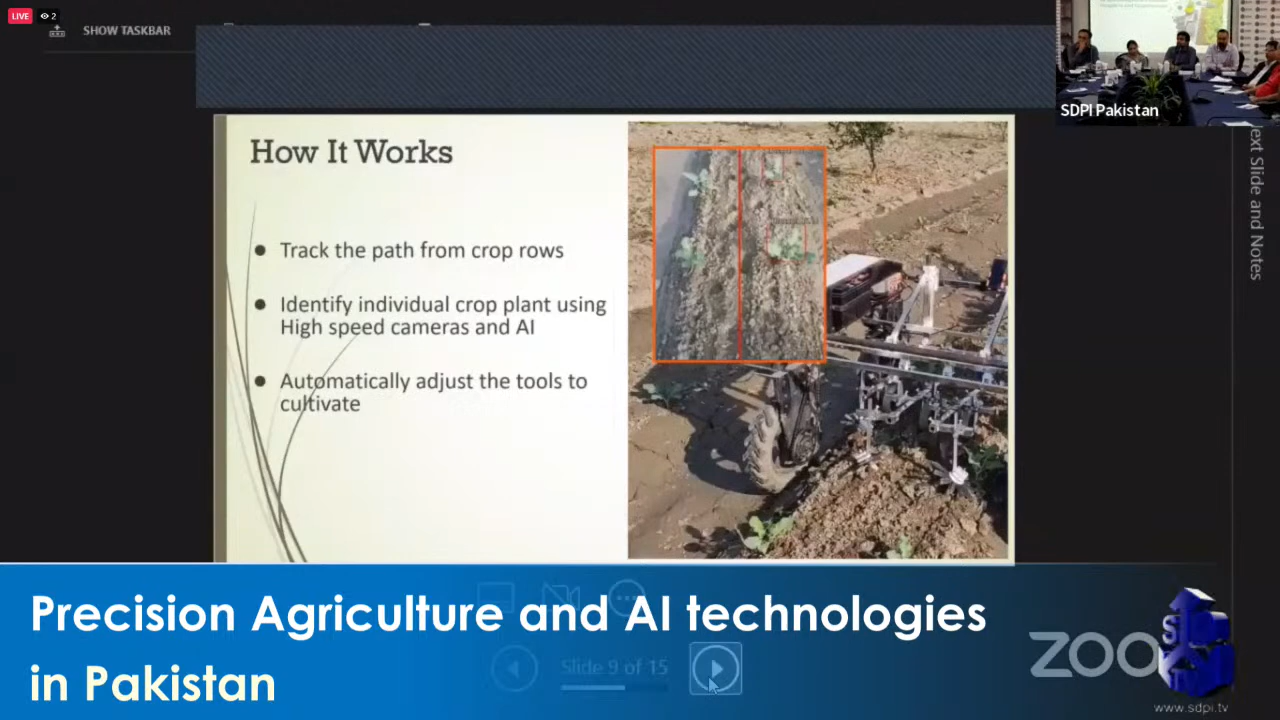 LIVE
2
SHOW TASKBAR
SDPI Pakistan
ext Slide and Notes
How It Works
Track the path from crop rows
Identify individual crop plant using
High speed cameras and AI
Automatically adjust the tools to
cultivate
Precision Agriculture and AI technologies
in Pakistan
Slide 9 of 15
www.sdpi.tv